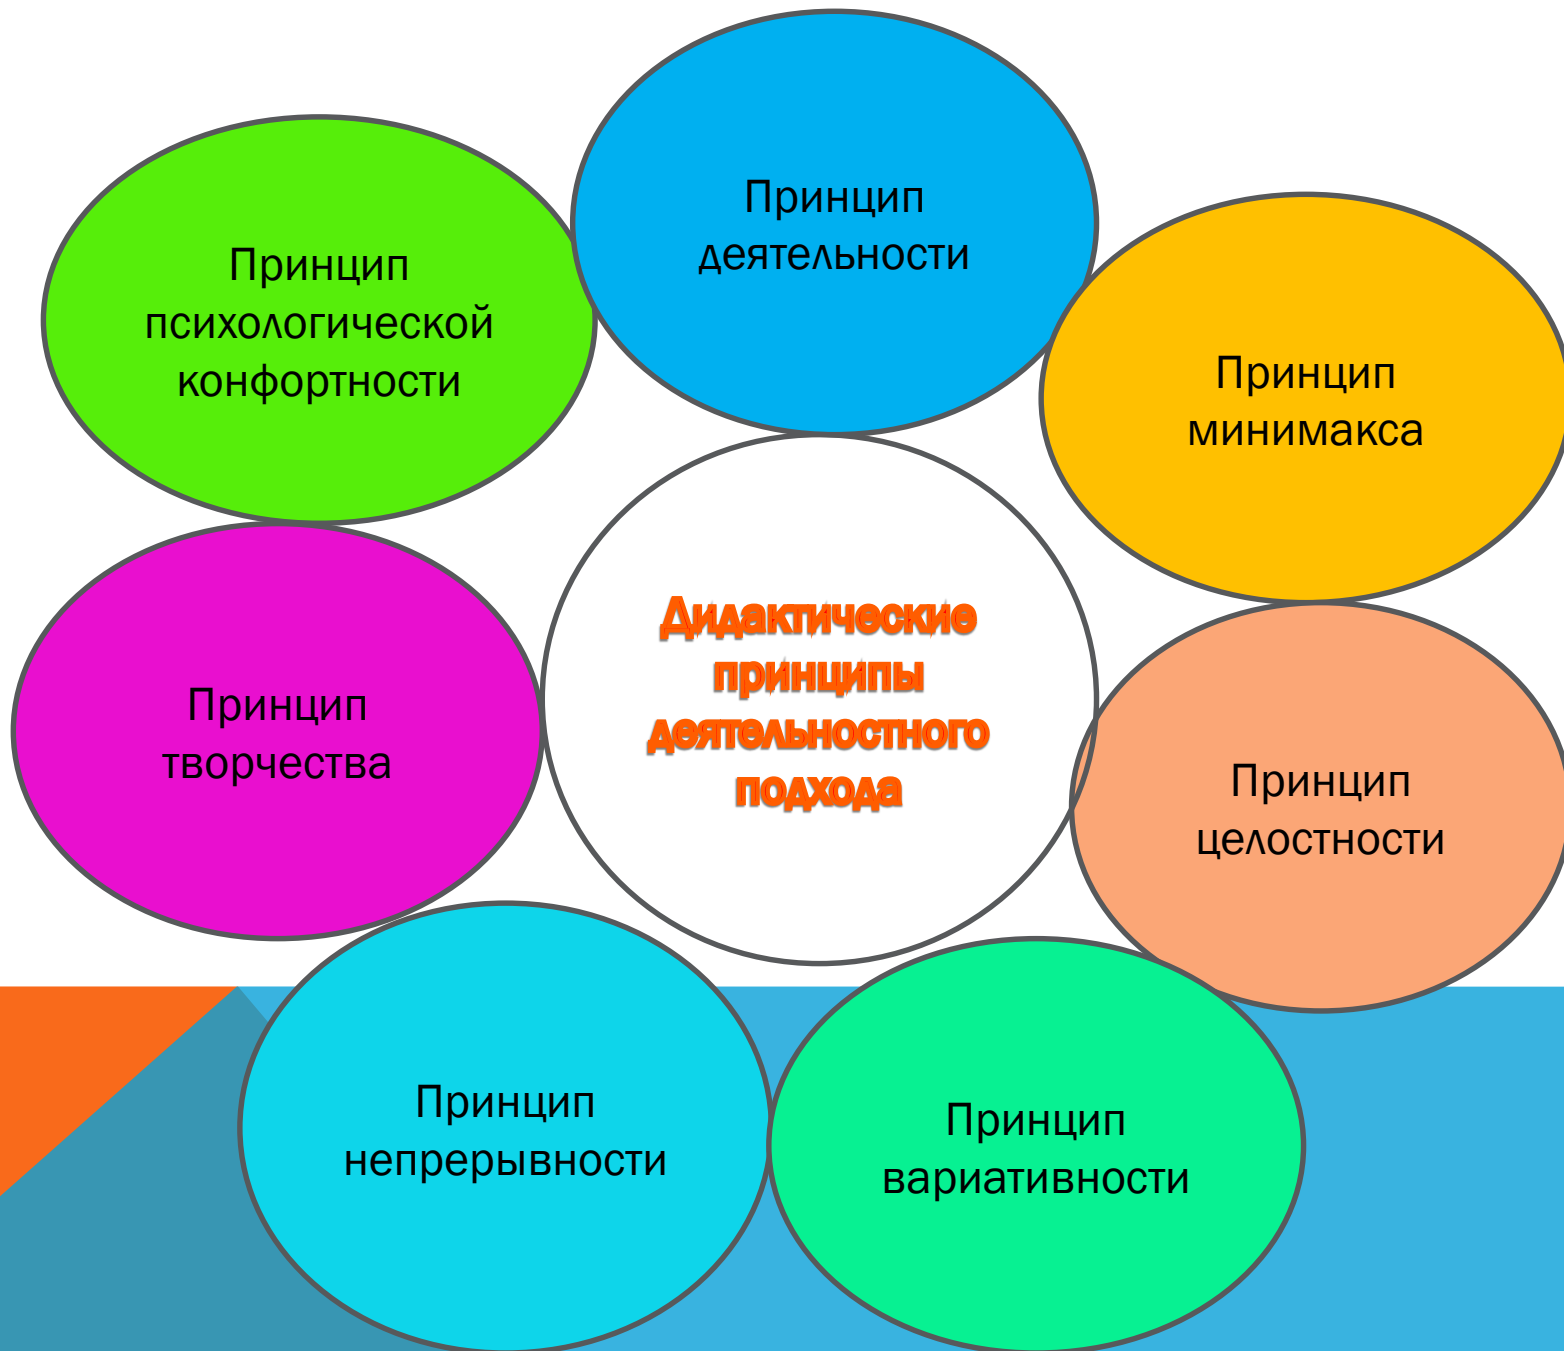 Принцип
деятельности
Принцип
психологической
конфортности
Принцип
минимакса
Дидактические
принципы
деятельностного
подхода
Принцип
творчества
Принцип
целостности
Принцип
непрерывности
Принцип
вариативности